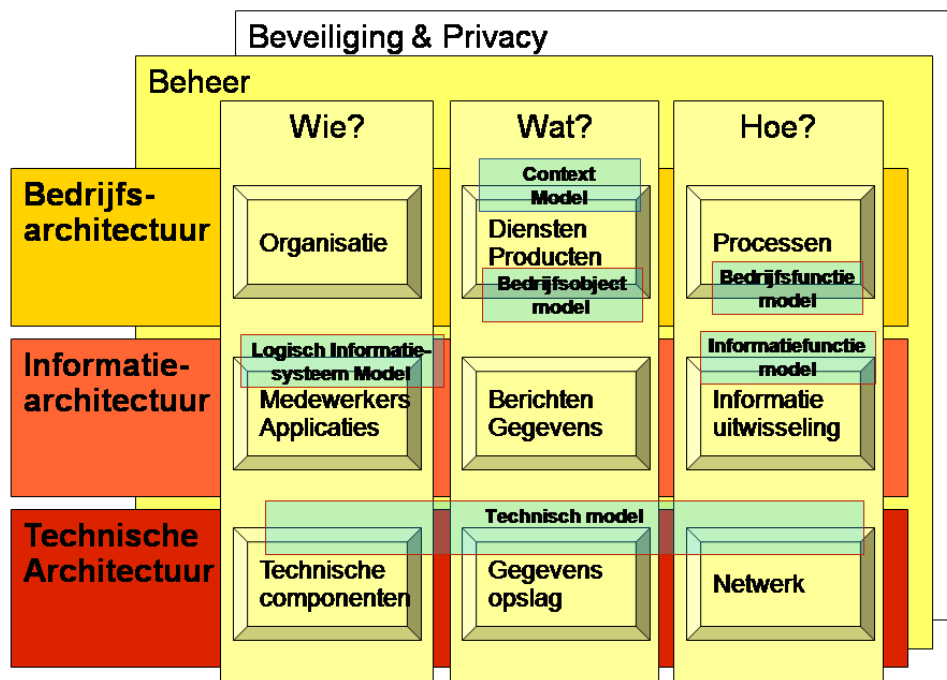 Beveiliging & Privacy
Beheer
Wie?
Wat?
Hoe?
Bedrijfs-
architectuur
Organisatie
Context
Model
Diensten
Producten
Bedrijfsobject
model
Processen
Bedrijfsfunctie
model
Informatie-
architectuur
Logisch Informatie-
systeem Model
Medewerkers
Applicaties
Berichten
Gegevens
Informatiefunctie
model
Informatie
uitwisseling
Technische
Architectuur
Technisch model
Technische
componenten
Gegevens
opslag
Netwerk